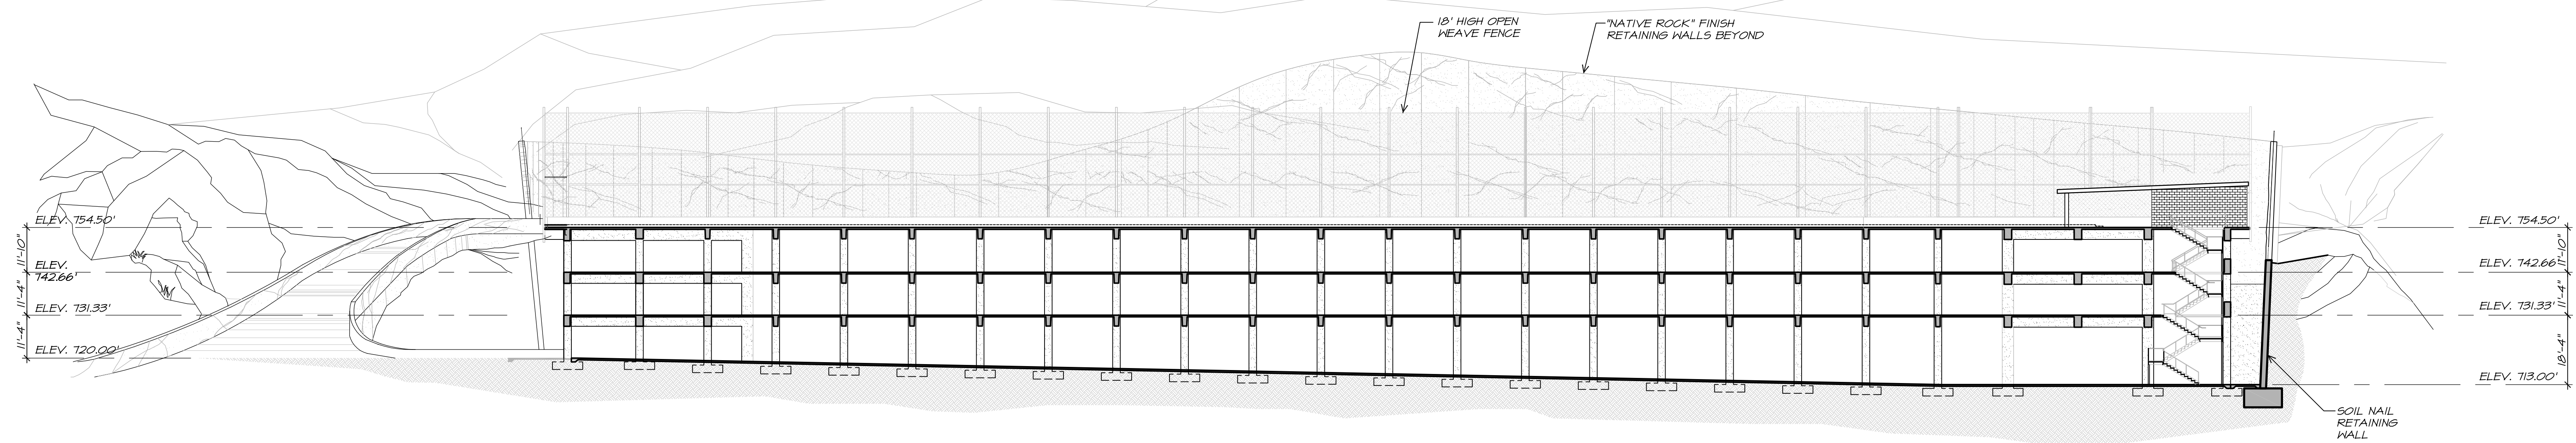 18' HIGH OPEN
WEAVE FENCE
"NATIVE ROCK" FINISH
RETAINING WALLS BEYOND
ELEV. 754.50'
11'-10"
ELEV.
742.66'
11'-4"
ELEV. 731.33'
11'-4"
ELEV. 720.00'
ELEV. 754.50'
11'-10"
ELEV. 742.66'
11'-4"
ELEV. 731.33'
18'-4"
ELEV. 713.00'
SOIL NAIL
RETAINING
WALL